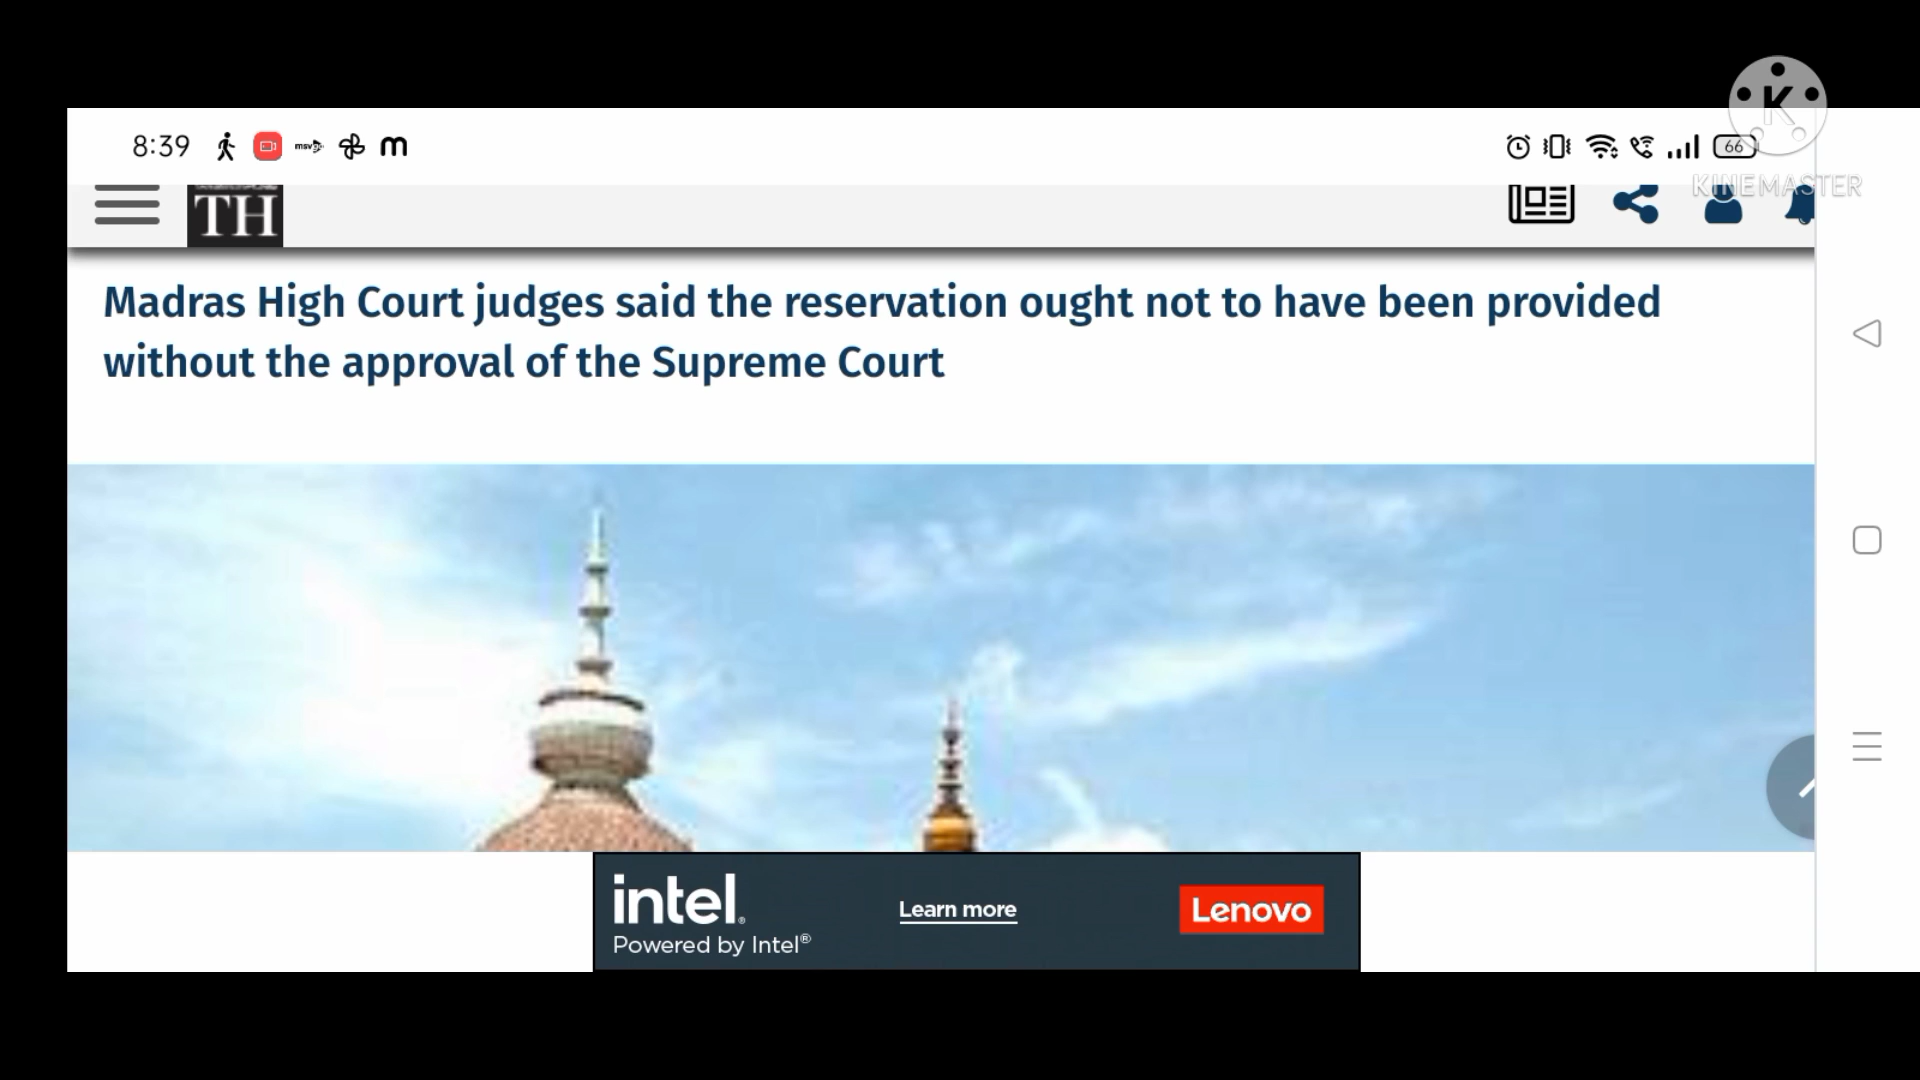 8:39
m
66
K
KINEMASTER
TH
Madras High Court judges said the reservation ought not to have been provided
without the approval of the Supreme Court
intel®
Powered by Intel®
Learn more
Lenovo